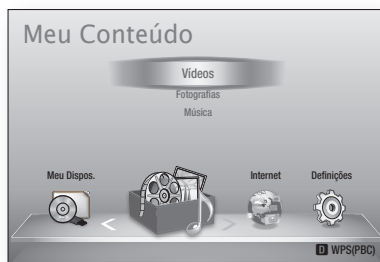 Meu Conteúdo
Vídeos
Fotografias
Música
Meu Dispos.
Internet
Definições
D WPS(PBC)